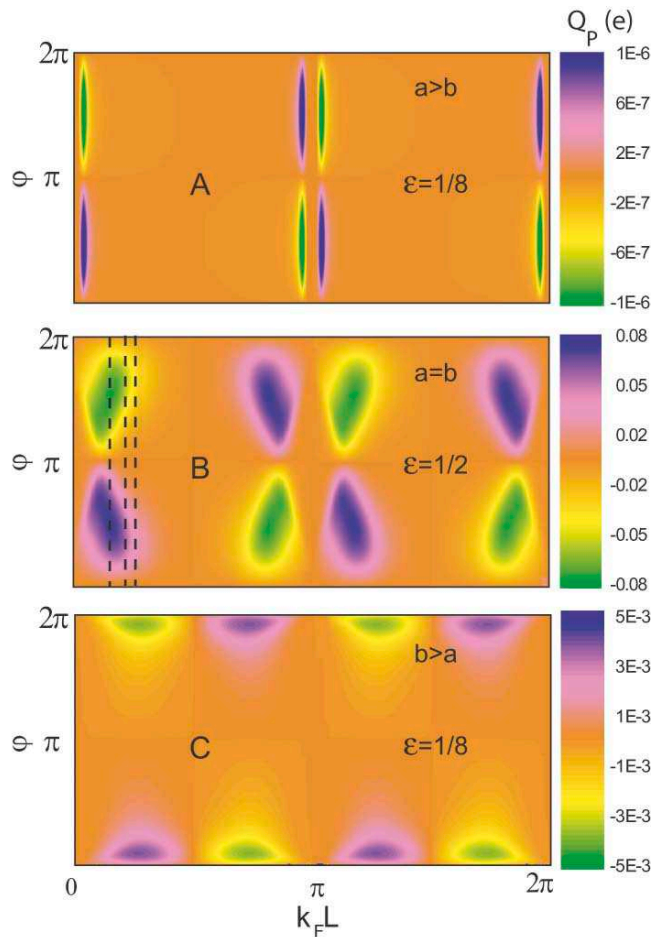 Q_P (e)
2π
a>b
φ π
A
ε=1/8
1E-6
6E-7
2E-7
-2E-7
-6E-7
-1E-6
2π
a=b
φ π
B
ε=1/2
0.08
0.05
0.02
-0.02
-0.05
-0.08
2π
b>a
φ π
C
ε=1/8
5E-3
3E-3
1E-3
-1E-3
-3E-3
-5E-3
0 π 2π
k_F L